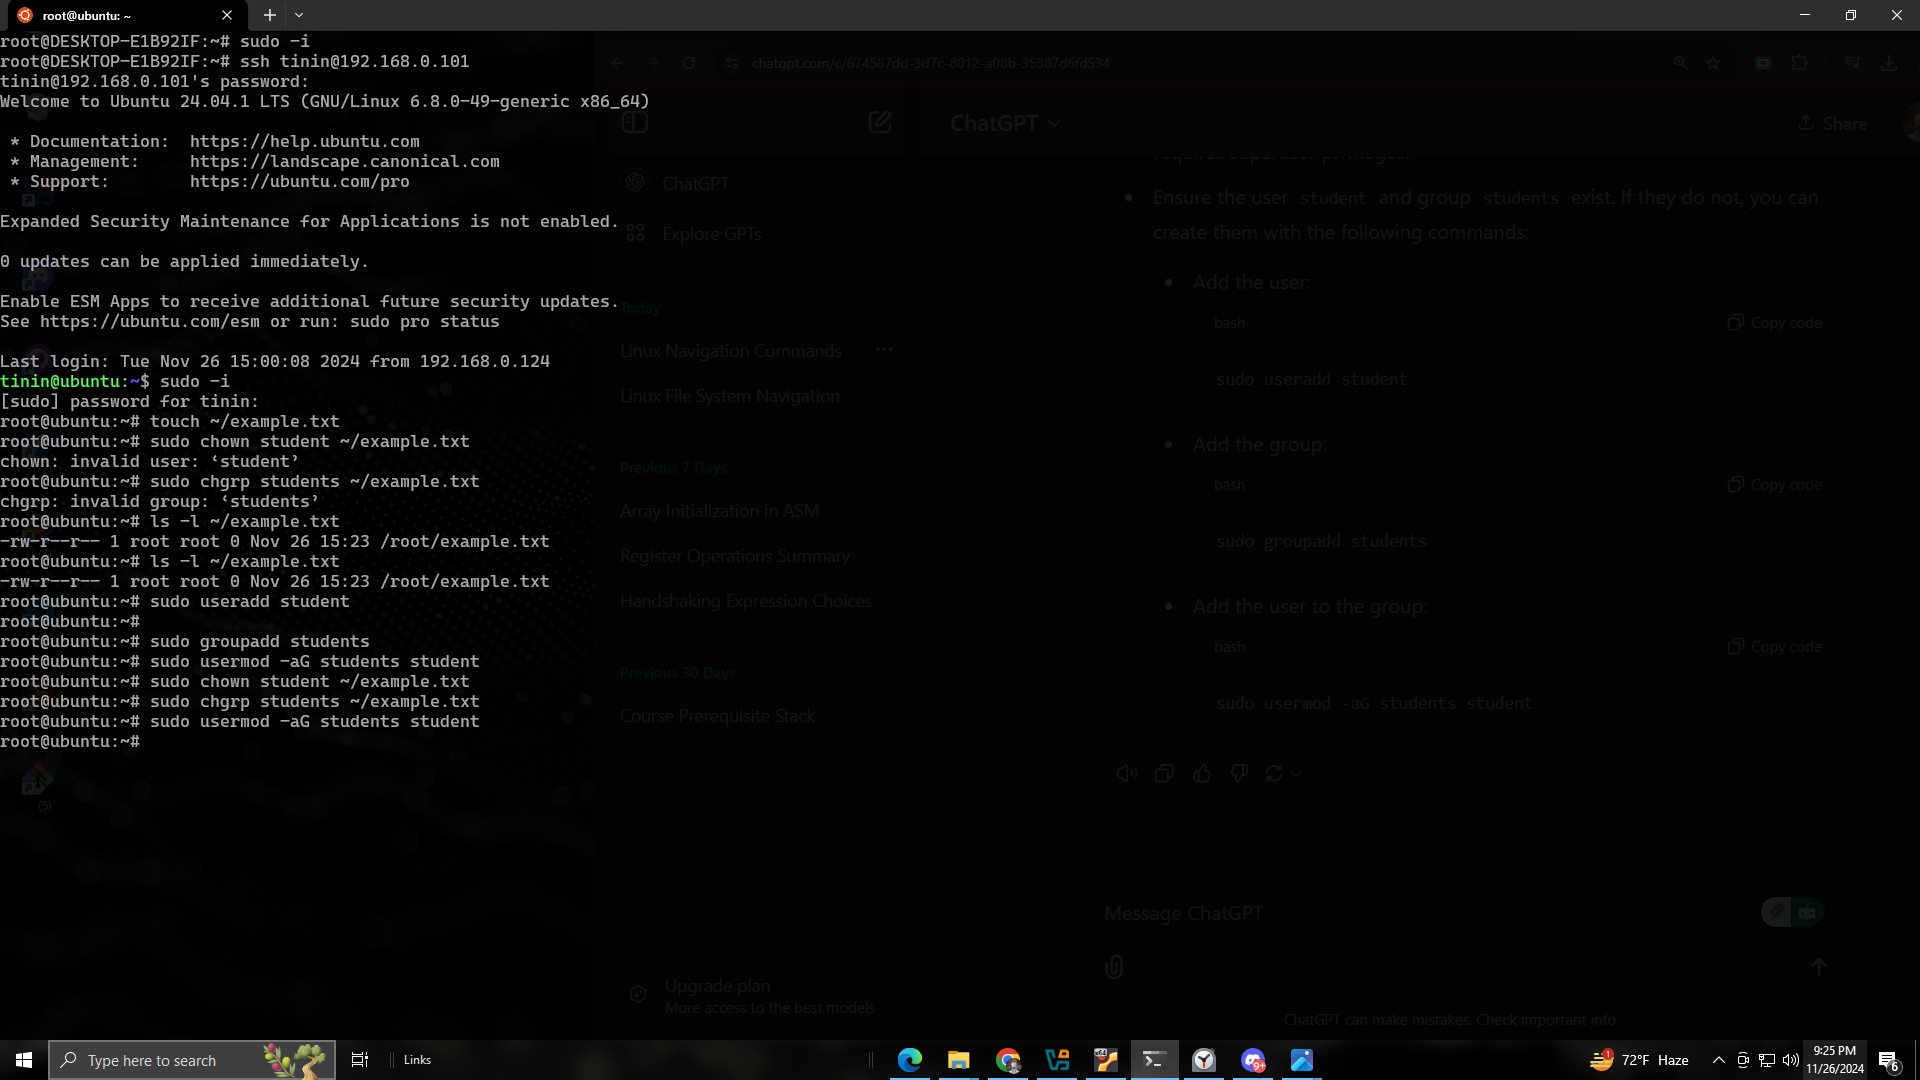 root@ubuntu: ~
root@DESKTOP-E1B92IF:~# sudo -i
root@DESKTOP-E1B92IF:~# ssh tinin@192.168.0.101
tinin@192.168.0.101's password:
Welcome to Ubuntu 24.04.1 LTS (GNU/Linux 6.8.0-49-generic x86_64)
* Documentation: https://help.ubuntu.com
* Management: https://landscape.canonical.com
* Support: https://ubuntu.com/pro
Expanded Security Maintenance for Applications is not enabled.
0 updates can be applied immediately.
Enable ESM Apps to receive additional future security updates.
See https://ubuntu.com/esm or run: sudo pro status
Last login: Tue Nov 26 15:00:08 2024 from 192.168.0.124
tinin@ubuntu:~$ sudo -i
[sudo] password for tinin:
root@ubuntu:~# touch ~/example.txt
root@ubuntu:~# sudo chown student ~/example.txt
chown: invalid user: ‘student’
root@ubuntu:~# sudo chgrp students ~/example.txt
chgrp: invalid group: ‘students’
root@ubuntu:~# ls -l ~/example.txt
-rw-r--r-- 1 root root 0 Nov 26 15:23 /root/example.txt
root@ubuntu:~# ls -l ~/example.txt
-rw-r--r-- 1 root root 0 Nov 26 15:23 /root/example.txt
root@ubuntu:~# sudo useradd student
root@ubuntu:~#
root@ubuntu:~# sudo groupadd students
root@ubuntu:~# sudo usermod -aG students student
root@ubuntu:~# sudo chown student ~/example.txt
root@ubuntu:~# sudo chgrp students ~/example.txt
root@ubuntu:~# sudo usermod -aG students student
root@ubuntu:~#
(5)
chatgpt.com/c/674587dd-3d7c-8012-a08b-35387d6fd534
ChatGPT
Share
ChatGPT
Explore GPTs
Today
Linux Navigation Commands
Linux File System Navigation
Previous 7 Days
Array Initialization in ASM
Register Operations Summary
Handshaking Expression Choices
Previous 30 Days
Course Prerequisite Stack
Upgrade plan
More access to the best models
requires superuser privileges.
Ensure the user student and group students exist. If they do not, you can
create them with the following commands:
Add the user:
bash
Copy code
sudo useradd student
Add the group:
bash
Copy code
sudo groupadd students
Add the user to the group:
bash
Copy code
sudo usermod -aG students student
Message ChatGPT
ChatGPT can make mistakes. Check important info.
Type here to search
Links
9+
1
72°F Haze
9:25 PM
11/26/2024
6